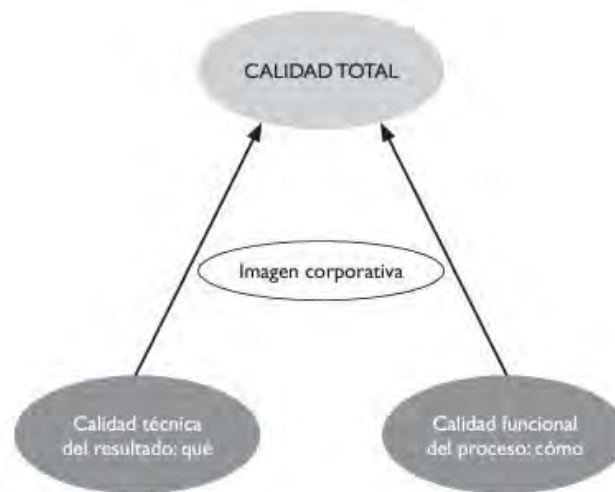 CALIDAD TOTAL
Imagen corporativa
Calidad técnica
del resultado: qué
Calidad funcional
del proceso: cómo